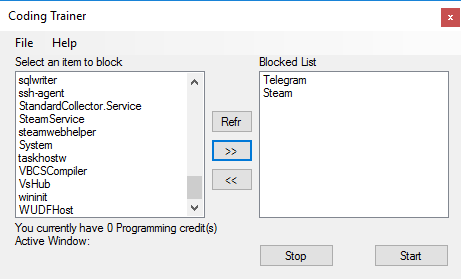 Coding Trainer
x
File Help
Select an item to block
sqlwriter
ssh-agent
StandardCollector.Service
SteamService
steamwebhelper
System
taskhostw
VBCSCompiler
VsHub
wininit
WUDFHost
Refr
>>
<<
Blocked List
Telegram
Steam
You currently have 0 Programming credit(s)
Active Window:
Stop
Start